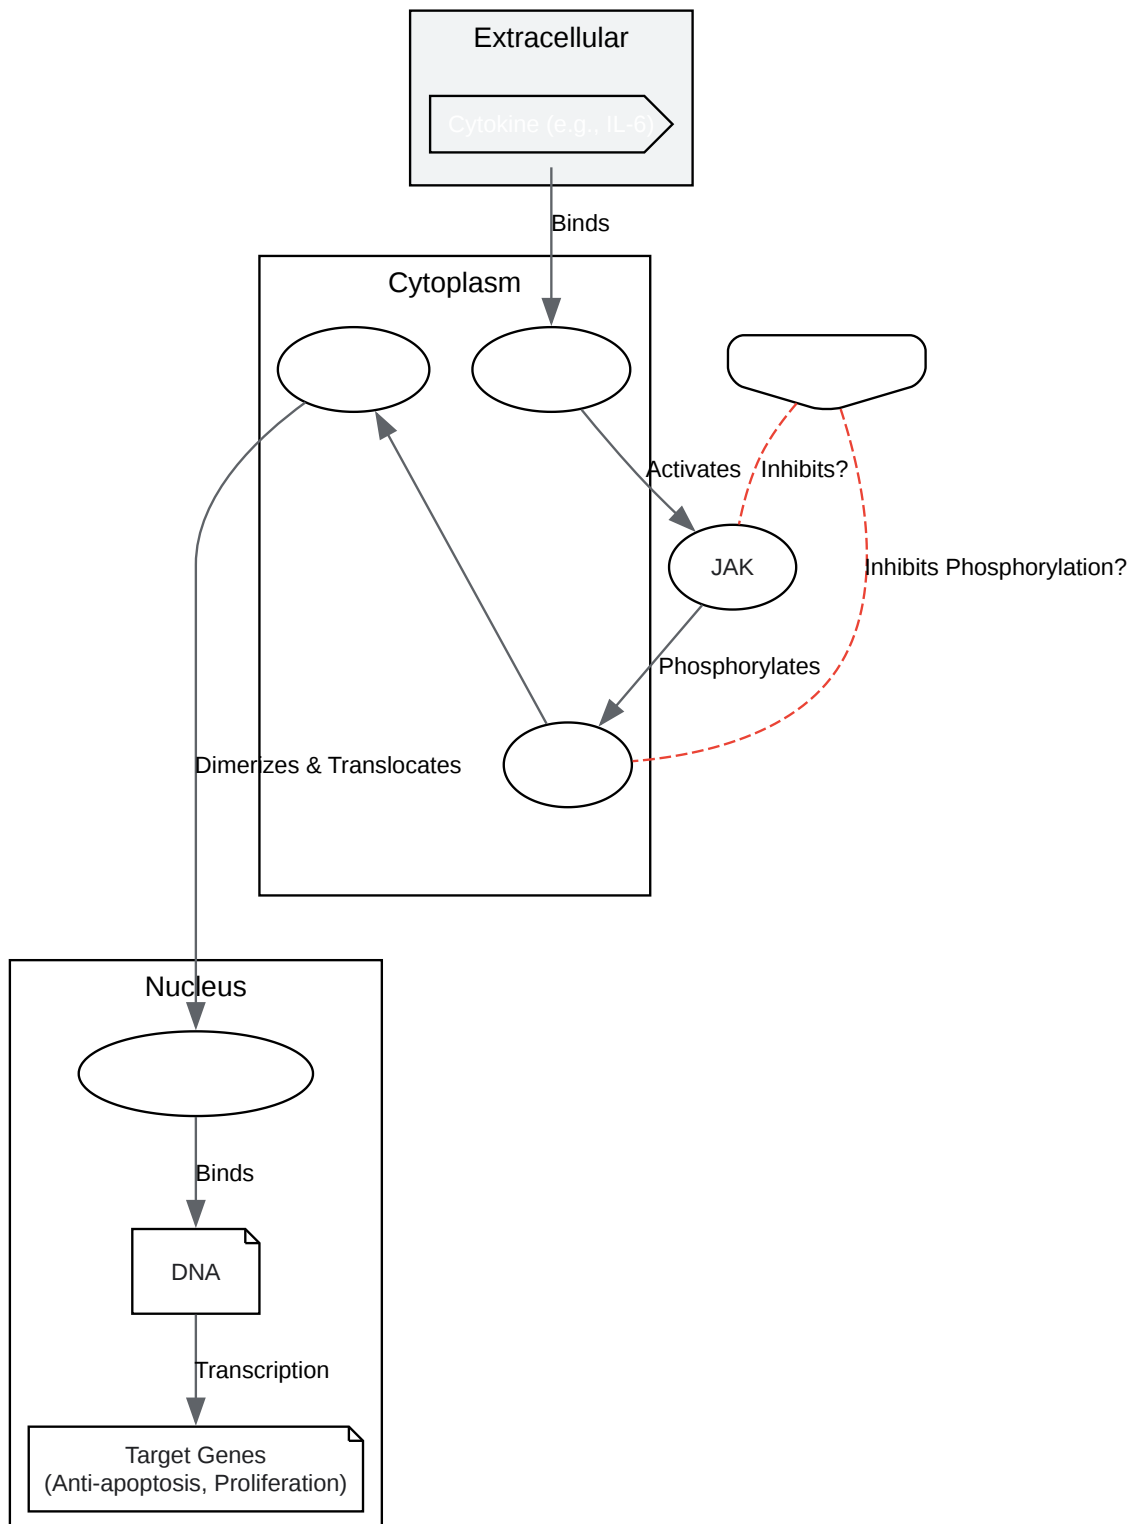 Extracellular
Cytokine (e.g., IL-6)
Binds
Cytoplasm
Activates
Inhibits?
JAK
Inhibits Phosphorylation?
Phosphorylates
Dimerizes & Translocates
Nucleus
Binds
DNA
Transcription
Target Genes
(Anti-apoptosis, Proliferation)